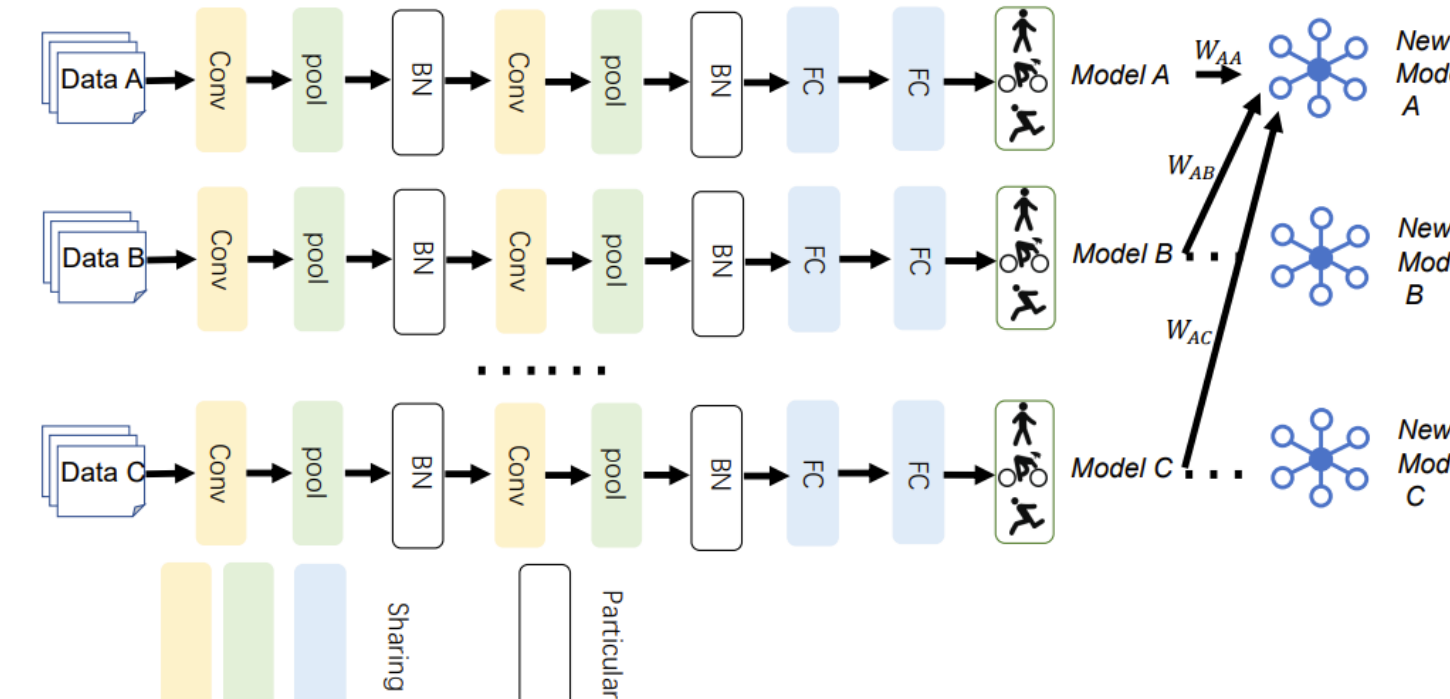 Data A Conv pool BN Conv pool BN FC FC Model A W_AA New
Mode
A
W_AB
Data B Conv pool BN Conv pool BN FC FC Model B New
Mod
B
W_AC
Data C Conv pool BN Conv pool BN FC FC Model C New
Mod
C
Sharing Particular